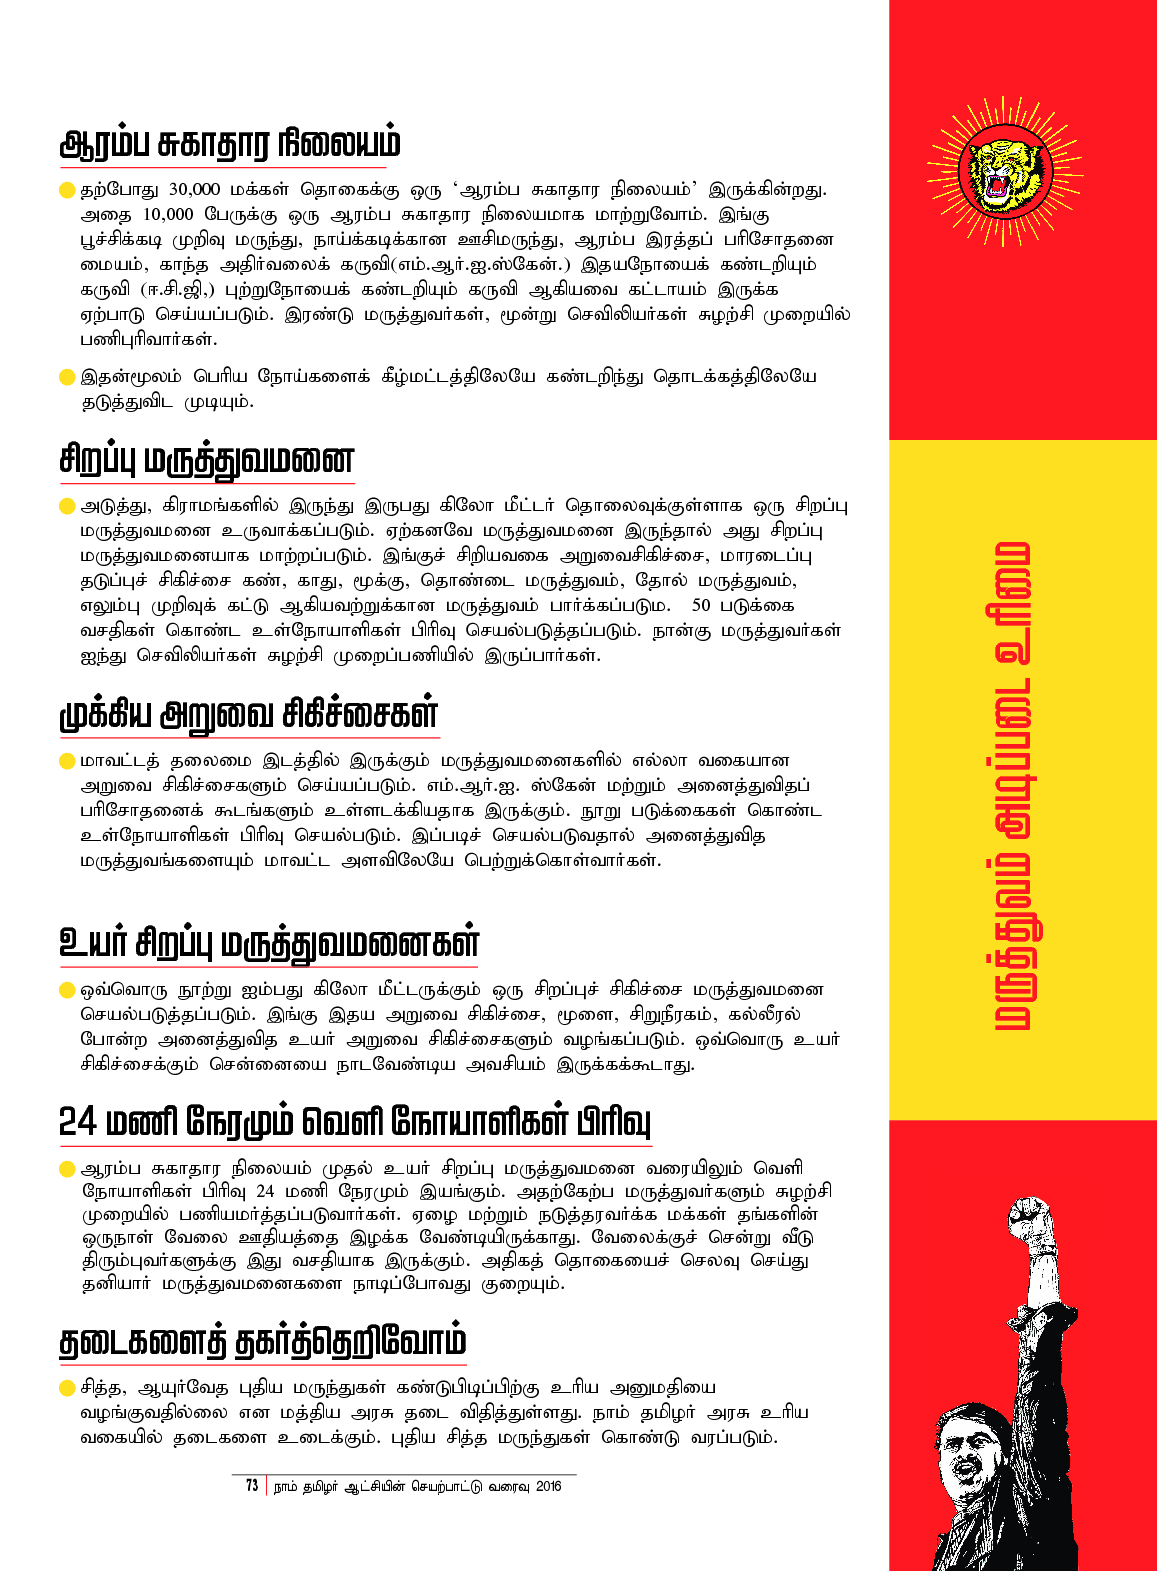 ஆரம்ப சுகாதார நிலையம்
தற்போது 30,000 மக்கள் தொகைக்கு ஒரு ‘ஆரம்ப சுகாதார நிலையம்’ இருக்கின்றது.
அதை 10,000 பேருக்கு ஒரு ஆரம்ப சுகாதார நிலையமாக மாற்றுவோம். இங்கு
பூச்சிக்கடி முறிவு மருந்து, நாய்க்கடிக்கான ஊசிமருந்து, ஆரம்ப இரத்தப் பரிசோதனை
மையம், காந்த அதிர்வலைக் கருவி(எம்.ஆர்.ஐ.ஸ்கேன்.) இதயநோயைக் கண்டறியும்
கருவி (ஈ.சி.ஜி,) புற்றுநோயைக் கண்டறியும் கருவி ஆகியவை கட்டாயம் இருக்க
ஏற்பாடு செய்யப்படும். இரண்டு மருத்துவர்கள், மூன்று செவிலியர்கள் சுழற்சி முறையில்
பணிபுரிவார்கள்.
இதன்மூலம் பெரிய நோய்களைக் கீழ்மட்டத்திலேயே கண்டறிந்து தொடக்கத்திலேயே
தடுத்துவிட முடியும்.
சிறப்பு மருத்துவமனை
அடுத்து, கிராமங்களில் இருந்து இருபது கிலோ மீட்டர் தொலைவுக்குள்ளாக ஒரு சிறப்பு
மருத்துவமனை உருவாக்கப்படும். ஏற்கனவே மருத்துவமனை இருந்தால் அது சிறப்பு
மருத்துவமனையாக மாற்றப்படும். இங்குச் சிறியவகை அறுவைசிகிச்சை, மாரடைப்பு
தடுப்புச் சிகிச்சை கண், காது, மூக்கு, தொண்டை மருத்துவம், தோல் மருத்துவம்,
எலும்பு முறிவுக் கட்டு ஆகியவற்றுக்கான மருத்துவம் பார்க்கப்படும. 50 படுக்கை
வசதிகள் கொண்ட உள்நோயாளிகள் பிரிவு செயல்படுத்தப்படும். நான்கு மருத்துவர்கள்
ஐந்து செவிலியர்கள் சுழற்சி முறைப்பணியில் இருப்பார்கள்.
முக்கிய அறுவை சிகிச்சைகள்
மாவட்டத் தலைமை இடத்தில் இருக்கும் மருத்துவமனைகளில் எல்லா வகையான
அறுவை சிகிச்சைகளும் செய்யப்படும். எம்.ஆர்.ஐ. ஸ்கேன் மற்றும் அனைத்துவிதப்
பரிசோதனைக் கூடங்களும் உள்ளடக்கியதாக இருக்கும். நூறு படுக்கைகள் கொண்ட
உள்நோயாளிகள் பிரிவு செயல்படும். இப்படிச் செயல்படுவதால் அனைத்துவித
மருத்துவங்களையும் மாவட்ட அளவிலேயே பெற்றுக்கொள்வார்கள்.
உயர் சிறப்பு மருத்துவமனைகள்
ஒவ்வொரு நூற்று ஐம்பது கிலோ மீட்டருக்கும் ஒரு சிறப்புச் சிகிச்சை மருத்துவமனை
செயல்படுத்தப்படும். இங்கு இதய அறுவை சிகிச்சை, மூளை, சிறுநீரகம், கல்லீரல்
போன்ற அனைத்துவித உயர் அறுவை சிகிச்சைகளும் வழங்கப்படும். ஒவ்வொரு உயர்
சிகிச்சைக்கும் சென்னையை நாடவேண்டிய அவசியம் இருக்கக்கூடாது.
24 மணி நேரமும் வெளி நோயாளிகள் பிரிவு
ஆரம்ப சுகாதார நிலையம் முதல் உயர் சிறப்பு மருத்துவமனை வரையிலும் வெளி
நோயாளிகள் பிரிவு 24 மணி நேரமும் இயங்கும். அதற்கேற்ப மருத்துவர்களும் சுழற்சி
முறையில் பணியமர்த்தப்படுவார்கள். ஏழை மற்றும் நடுத்தரவர்க்க மக்கள் தங்களின்
ஒருநாள் வேலை ஊதியத்தை இழக்க வேண்டியிருக்காது. வேலைக்குச் சென்று வீடு
திரும்புவர்களுக்கு இது வசதியாக இருக்கும். அதிகத் தொகையைச் செலவு செய்து
தனியார் மருத்துவமனைகளை நாடிப்போவது குறையும்.
தடைகளைத் தகர்த்தெறிவோம்
சித்த, ஆயுர்வேத புதிய மருந்துகள் கண்டுபிடிப்பிற்கு உரிய அனுமதியை
வழங்குவதில்லை என மத்திய அரசு தடை விதித்துள்ளது. நாம் தமிழர் அரசு உரிய
வகையில் தடைகளை உடைக்கும். புதிய சித்த மருந்துகள் கொண்டு வரப்படும்.
73 நாம் தமிழர் ஆட்சியின் செயற்பாட்டு வரைவு 2016
மருத்துவம் அடிப்படை உரிமை